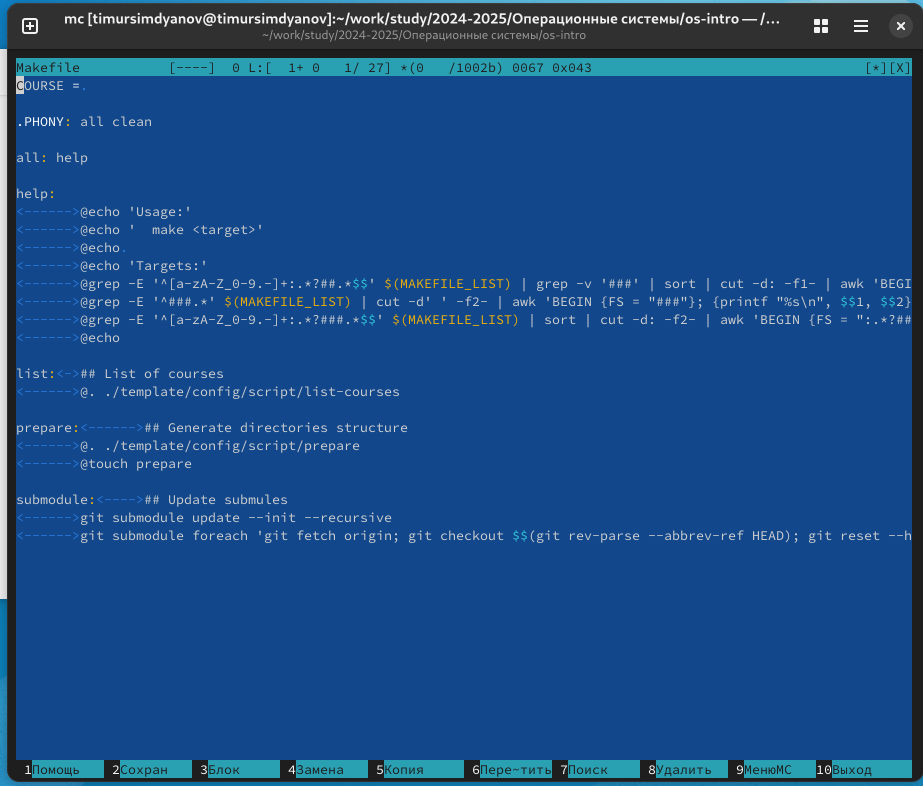 mc [timursimdyanov@timursimdyanov]:~/work/study/2024-2025/Операционные системы/os-intro — /...
~/work/study/2024-2025/Операционные системы/os-intro
Makefile [----] 0 L:[ 1+ 0 1/ 27] *(0 /1002b) 0067 0x043 [*][X]
COURSE =.

.PHONY: all clean

all: help

help:
<------>@echo 'Usage:'
<------>@echo '  make <target>'
<------>@echo.
<------>@echo 'Targets:'
<------>@grep -E '^[a-zA-Z_0-9.-]+:.*?##.*$$' $(MAKEFILE_LIST) | grep -v '###' | sort | cut -d: -f1- | awk 'BEGI
<------>@grep -E '^###.*' $(MAKEFILE_LIST) | cut -d' ' -f2- | awk 'BEGIN {FS = "###"}; {printf "%s\n", $$1, $$2}
<------>@grep -E '^[a-zA-Z_0-9.-]+:.*?###.*$$' $(MAKEFILE_LIST) | sort | cut -d: -f2- | awk 'BEGIN {FS = ":.*?##
<------>@echo

list:<->## List of courses
<------>@. ./template/config/script/list-courses

prepare:<------>## Generate directories structure
<------>@. ./template/config/script/prepare
<------>@touch prepare

submodule:<---->## Update submules
<------>git submodule update --init --recursive
<------>git submodule foreach 'git fetch origin; git checkout $$(git rev-parse --abbrev-ref HEAD); git reset --h
1Помощь 2Сохран 3Блок 4Замена 5Копия 6Пере~тить 7Поиск 8Удалить 9МенюMC 10Выход